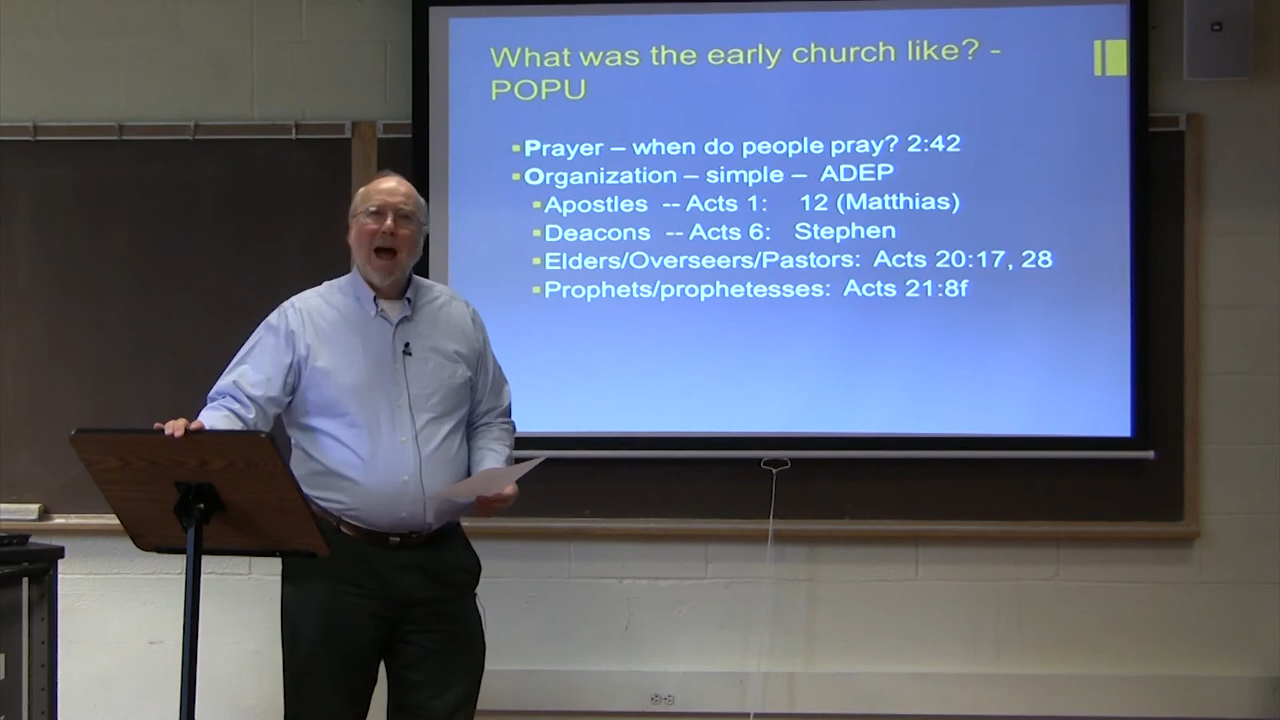 What was the early church like? -
POPU
Prayer – when do people pray? 2:42
Organization – simple – ADEP
Apostles -- Acts 1: 12 (Matthias)
Deacons -- Acts 6: Stephen
Elders/Overseers/Pastors: Acts 20:17, 28
Prophets/prophetesses: Acts 21:8f